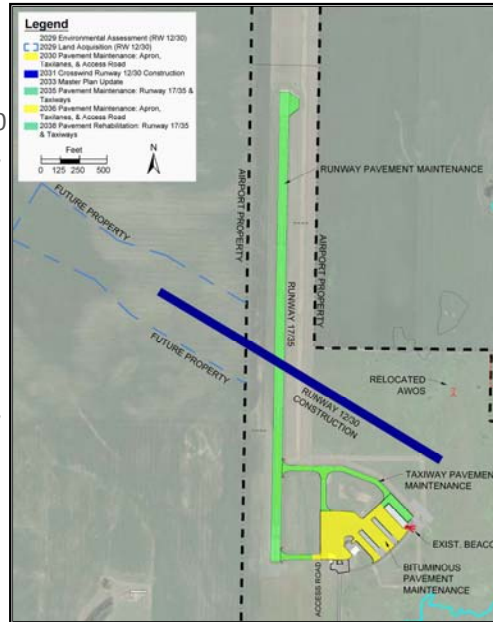 Legend
2029 Environmental Assessment (RW 12/30)
2029 Land Acquisition (RW 12/30)
2030 Pavement Maintenance: Apron,
Taxilanes, & Access Road
2031 Crosswind Runway 12/30 Construction
2033 Master Plan Update
2035 Pavement Maintenance: Runway 17/35 &
Taxiways
2036 Pavement Maintenance: Apron,
Taxilanes, & Access Road
2038 Pavement Rehabilitation: Runway 17/35
& Taxiways
Feet
0 125 250 500
N
0
RUNWAY PAVEMENT MAINTENANCE
AIRPORT PROPERTY
AIRPORT PROPERTY
FUTURE PROPERTY
RUNWAY 17/35
FUTURE PROPERTY
RUNWAY 12/30
CONSTRUCTION
RELOCATED
AWOS
TAXIWAY PAVEMENT
MAINTENANCE
EXIST. BEACO
BITUMINOUS
PAVEMENT
MAINTENANCE
ACCESS ROAD